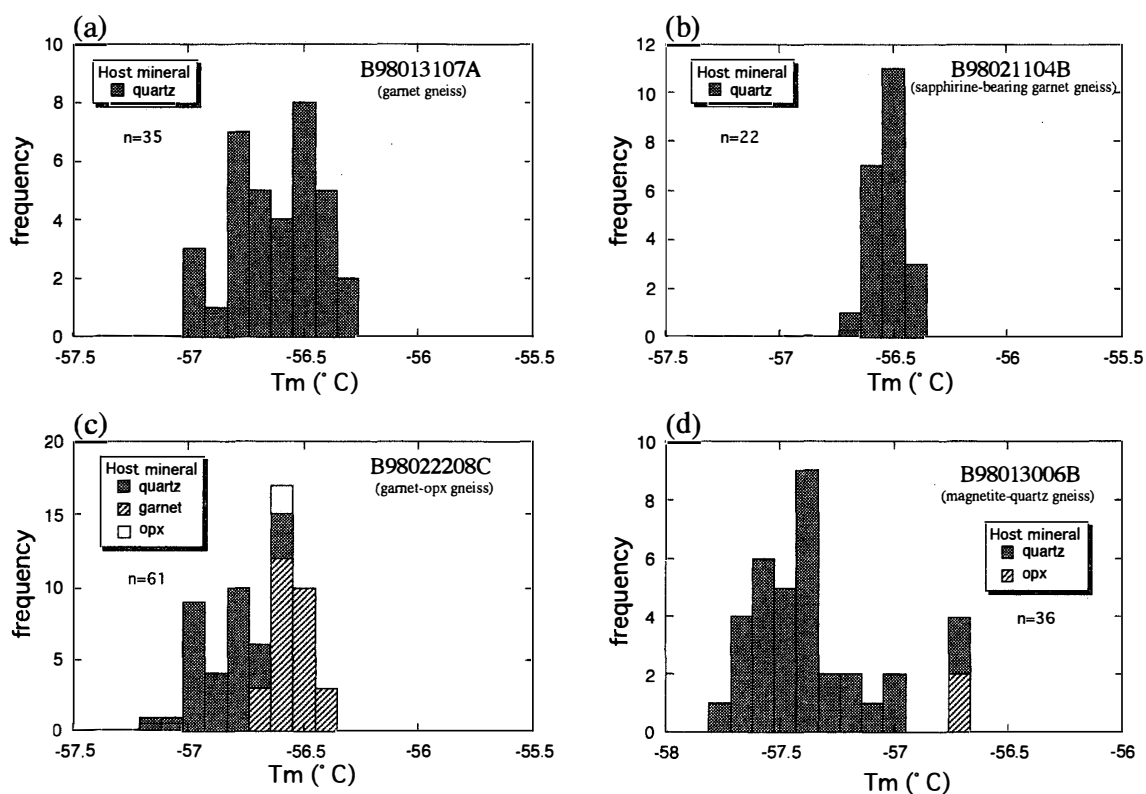 (a)
10
8
6
4
2
0
frequency
Host mineral
quartz
n=35
B98013107A
(garnet gneiss)
-57.5
-57
-56.5
-56
-55.5
Tm (˚ C)
(b)
12
10
8
6
4
2
0
frequency
Host mineral
quartz
n=22
B98021104B
(sapphirine-bearing garnet gneiss)
-57.5
-57
-56.5
-56
-55.5
Tm (˚ C)
(c)
20
15
10
5
0
frequency
Host mineral
quartz
garnet
opx
n=61
B98022208C
(garnet-opx gneiss)
-57.5
-57
-56.5
-56
-55.5
Tm (˚ C)
(d)
10
8
6
4
2
0
frequency
B98013006B
(magnetite-quartz gneiss)
Host mineral
quartz
opx
n=36
-58
-57.5
-57
-56.5
-56
Tm (˚ C)